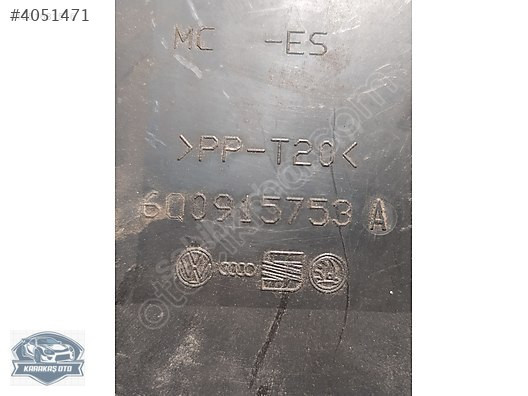 #4051471
MC -ES
>PP-T20<
6Q0915753 A
KARAKAŞ OTO